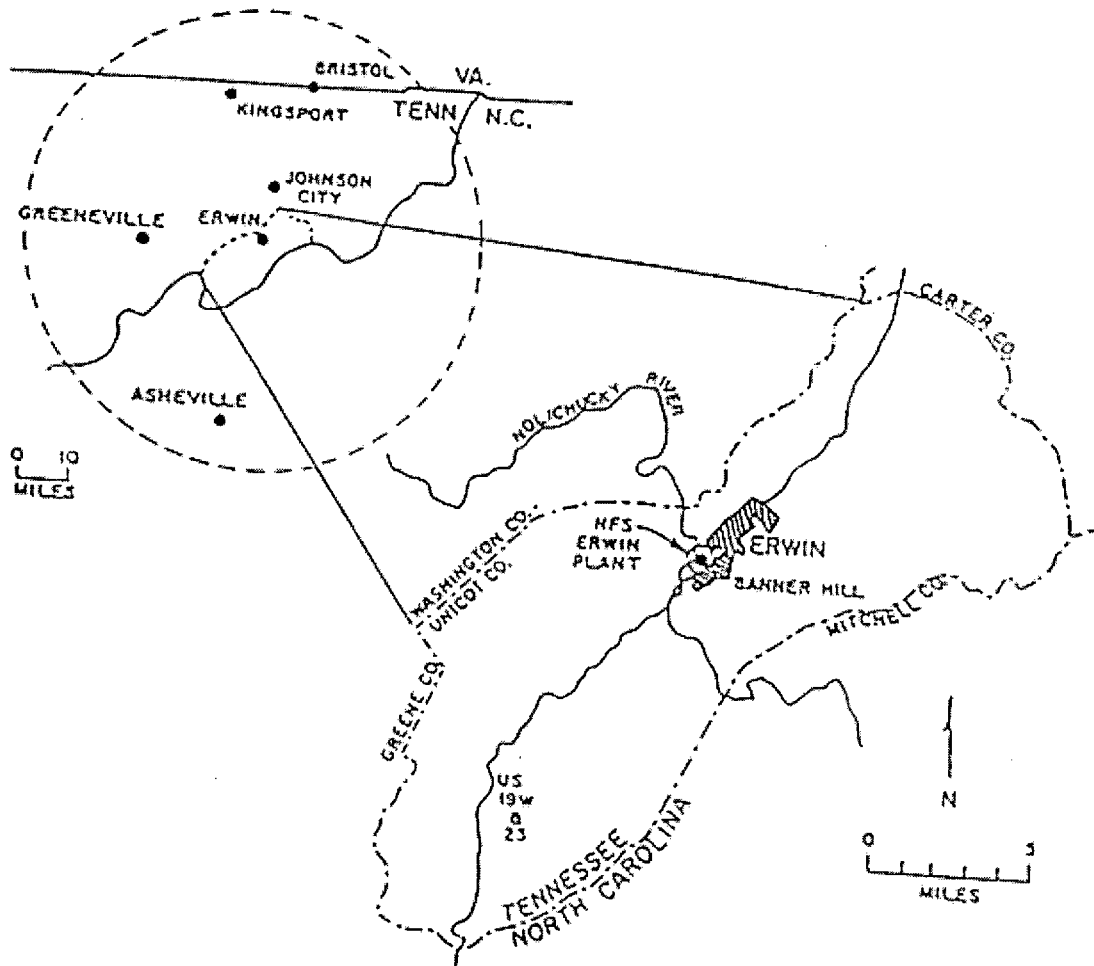 BRISTOL
VA.
KINGSPORT
TENN
N.C.
JOHNSON
CITY
GREENEVILLE
ERWIN
ASHEVILLE
0 10
MILES
CARTER CO.
NOLICHUCKY
RIVER
WASHINGTON CO.
UNICOI CO.
NFS
ERWIN
PLANT
ERWIN
BANNER HILL
MITCHELL CO.
GREENE CO.
US
19W
&
23
TENNESSEE
NORTH CAROLINA
N
0 5
MILES